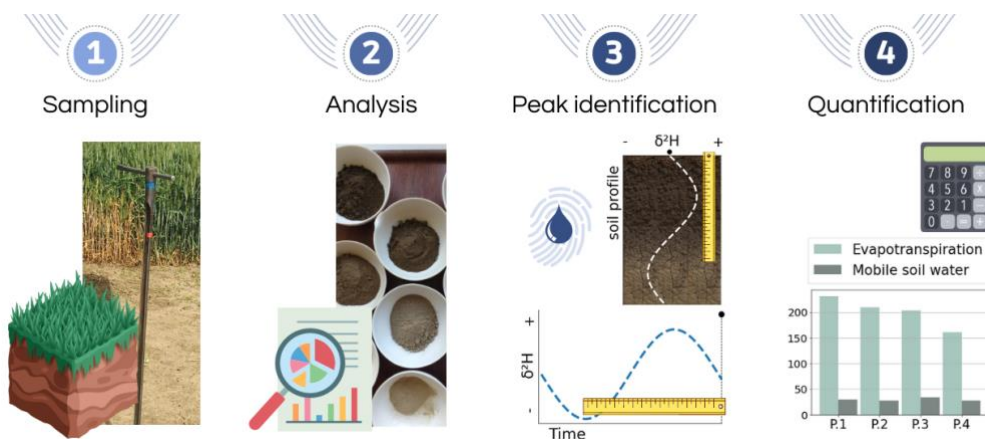 1
Sampling
2
Analysis
3
Peak identification
- δ²H +
soil profile
+
δ²H
-
Time
4
Quantification
7 8 9 ÷
4 5 6 ×
3 2 1 −
0 · = +
Evapotranspiration
Mobile soil water
200
150
100
50
0
P.1 P.2 P.3 P.4